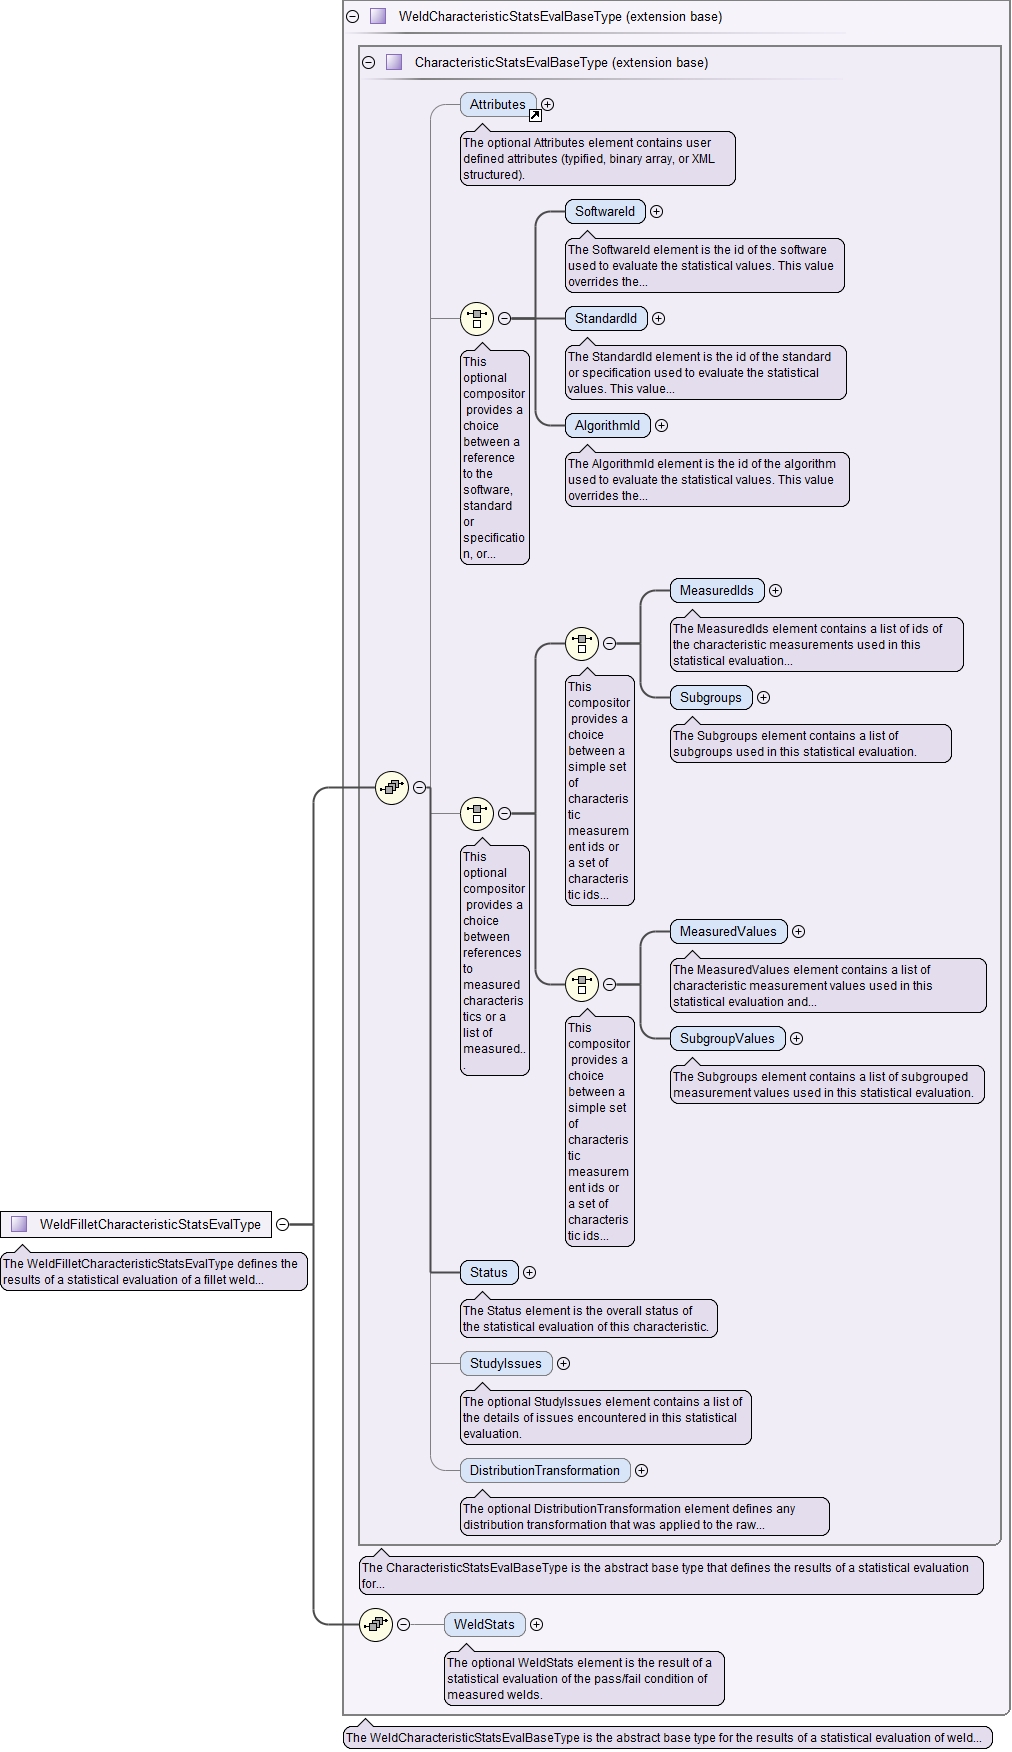 WeldCharacteristicStatsEvalBaseType (extension base)
CharacteristicStatsEvalBaseType (extension base)
Attributes
The optional Attributes element contains user
defined attributes (typified, binary array, or XML
structured).
SoftwareId
The SoftwareId element is the id of the software
used to evaluate the statistical values. This value
overrides the...
StandardId
The StandardId element is the id of the standard
or specification used to evaluate the statistical
values. This value...
AlgorithmId
The AlgorithmId element is the id of the algorithm
used to evaluate the statistical values. This value
overrides the...
This
optional
compositor
provides a
choice
between a
reference
to the
software,
standard
or
specificatio
n, or...
MeasuredIds
The MeasuredIds element contains a list of ids of
the characteristic measurements used in this
statistical evaluation...
Subgroups
The Subgroups element contains a list of
subgroups used in this statistical evaluation.
This
compositor
provides a
choice
between a
simple set
of
characteris
tic
measurem
ent ids or
a set of
characteris
tic ids...
This
optional
compositor
provides a
choice
between
references
to
measured
characteris
tics or a
list of
measured..
.
MeasuredValues
The MeasuredValues element contains a list of
characteristic measurement values used in this
statistical evaluation and...
SubgroupValues
The Subgroups element contains a list of subgrouped
measurement values used in this statistical evaluation.
This
compositor
provides a
choice
between a
simple set
of
characteris
tic
measurem
ent ids or
a set of
characteris
tic ids...
WeldFilletCharacteristicStatsEvalType
The WeldFilletCharacteristicStatsEvalType defines the
results of a statistical evaluation of a fillet weld...
Status
The Status element is the overall status of
the statistical evaluation of this characteristic.
StudyIssues
The optional StudyIssues element contains a list of
the details of issues encountered in this statistical
evaluation.
DistributionTransformation
The optional DistributionTransformation element defines any
distribution transformation that was applied to the raw...
The CharacteristicStatsEvalBaseType is the abstract base type that defines the results of a statistical evaluation
for...
WeldStats
The optional WeldStats element is the result of a
statistical evaluation of the pass/fail condition of
measured welds.
The WeldCharacteristicStatsEvalBaseType is the abstract base type for the results of a statistical evaluation of weld...